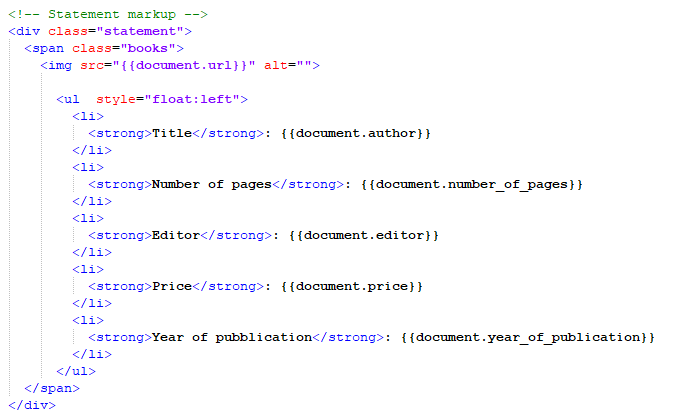 <!-- Statement markup -->
<div class="statement">
<span class="books">
<img src="{{document.url}}" alt="">
<ul  style="float:left">
<li>
<strong>Title</strong>: {{document.author}}
</li>
<li>
<strong>Number of pages</strong>: {{document.number_of_pages}}
</li>
<li>
<strong>Editor</strong>: {{document.editor}}
</li>
<li>
<strong>Price</strong>: {{document.price}}
</li>
<li>
<strong>Year of pubblication</strong>: {{document.year_of_publication}}
</li>
</ul>
</span>
</div>